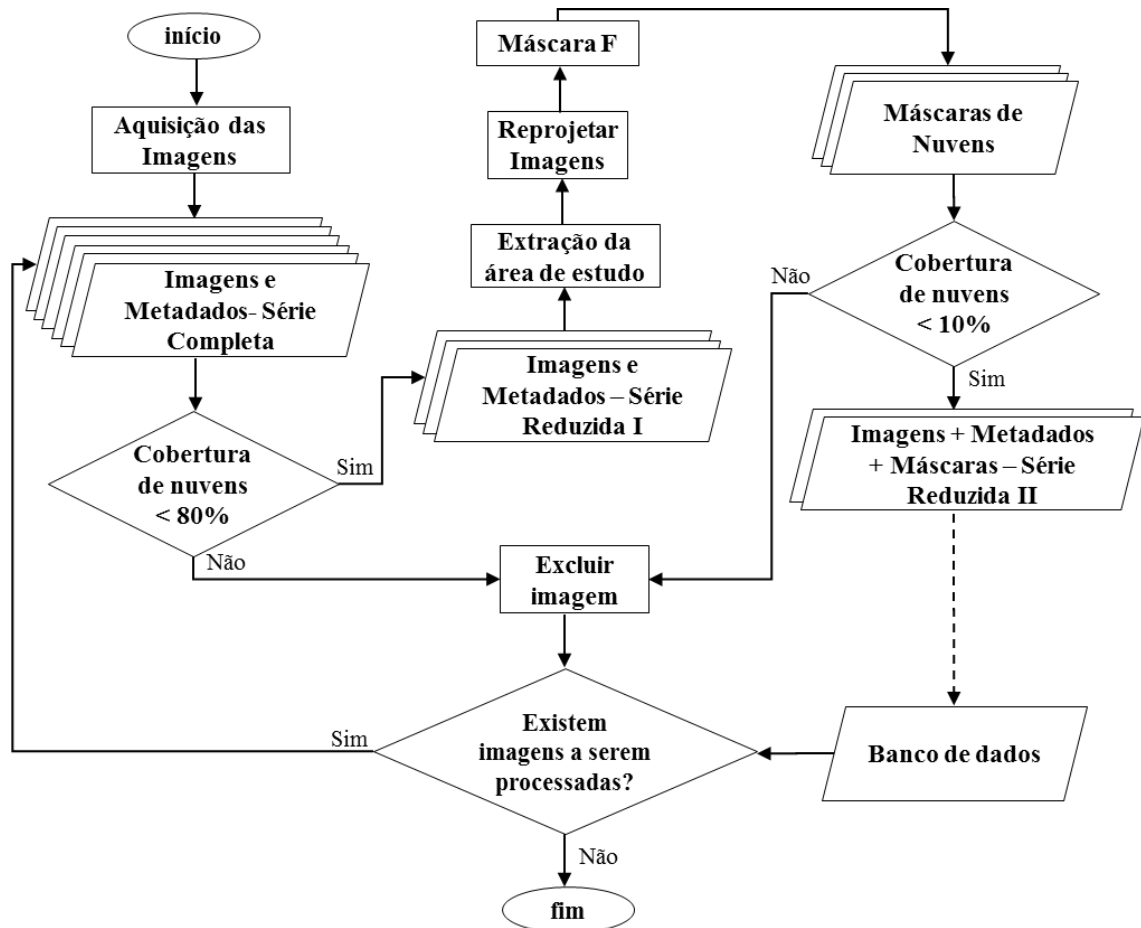 início
Aquisição das
Imagens
Imagens e
Metadados- Série
Completa
Cobertura
de nuvens
< 80%
Sim
Não
Imagens e
Metadados – Série
Reduzida I
Extração da
área de estudo
Reprojetar
Imagens
Máscara F
Máscaras de
Nuvens
Cobertura
de nuvens
< 10%
Não
Sim
Imagens + Metadados
+ Máscaras – Série
Reduzida II
Banco de dados
Excluir
imagem
Existem
imagens a serem
processadas?
Sim
Não
fim